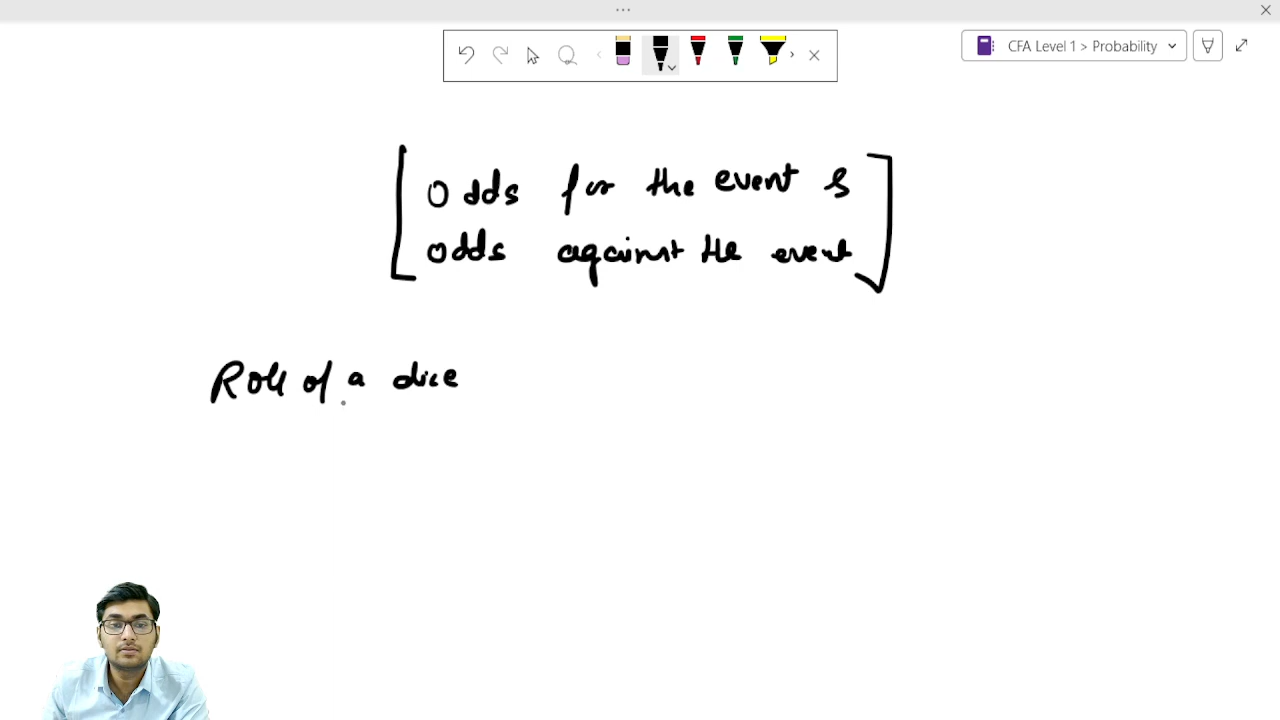 CFA Level 1 > Probability
Odds for the event &
Odds against the event
Roll of a dice